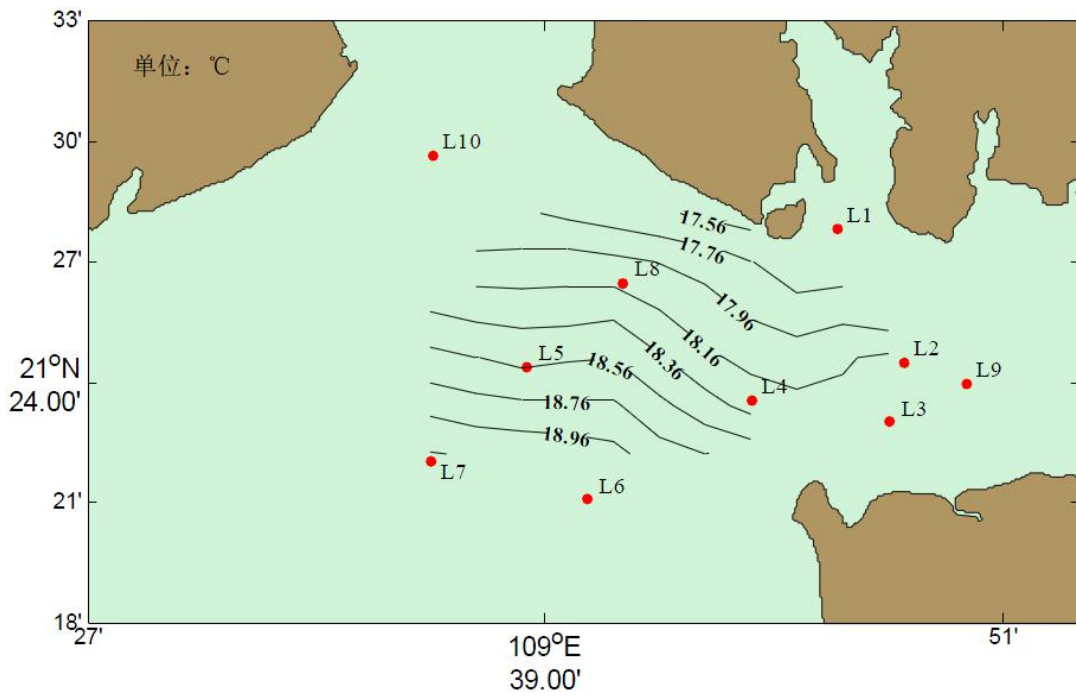 33'
单位：℃
30'
L10
17.56
L1
27'
17.76
L8
17.96
18.16
L2
21°N
24.00'
L5
18.56
18.36
L4
L9
18.76
L3
18.96
L7
L6
21'
18'
27'
109°E
39.00'
51'